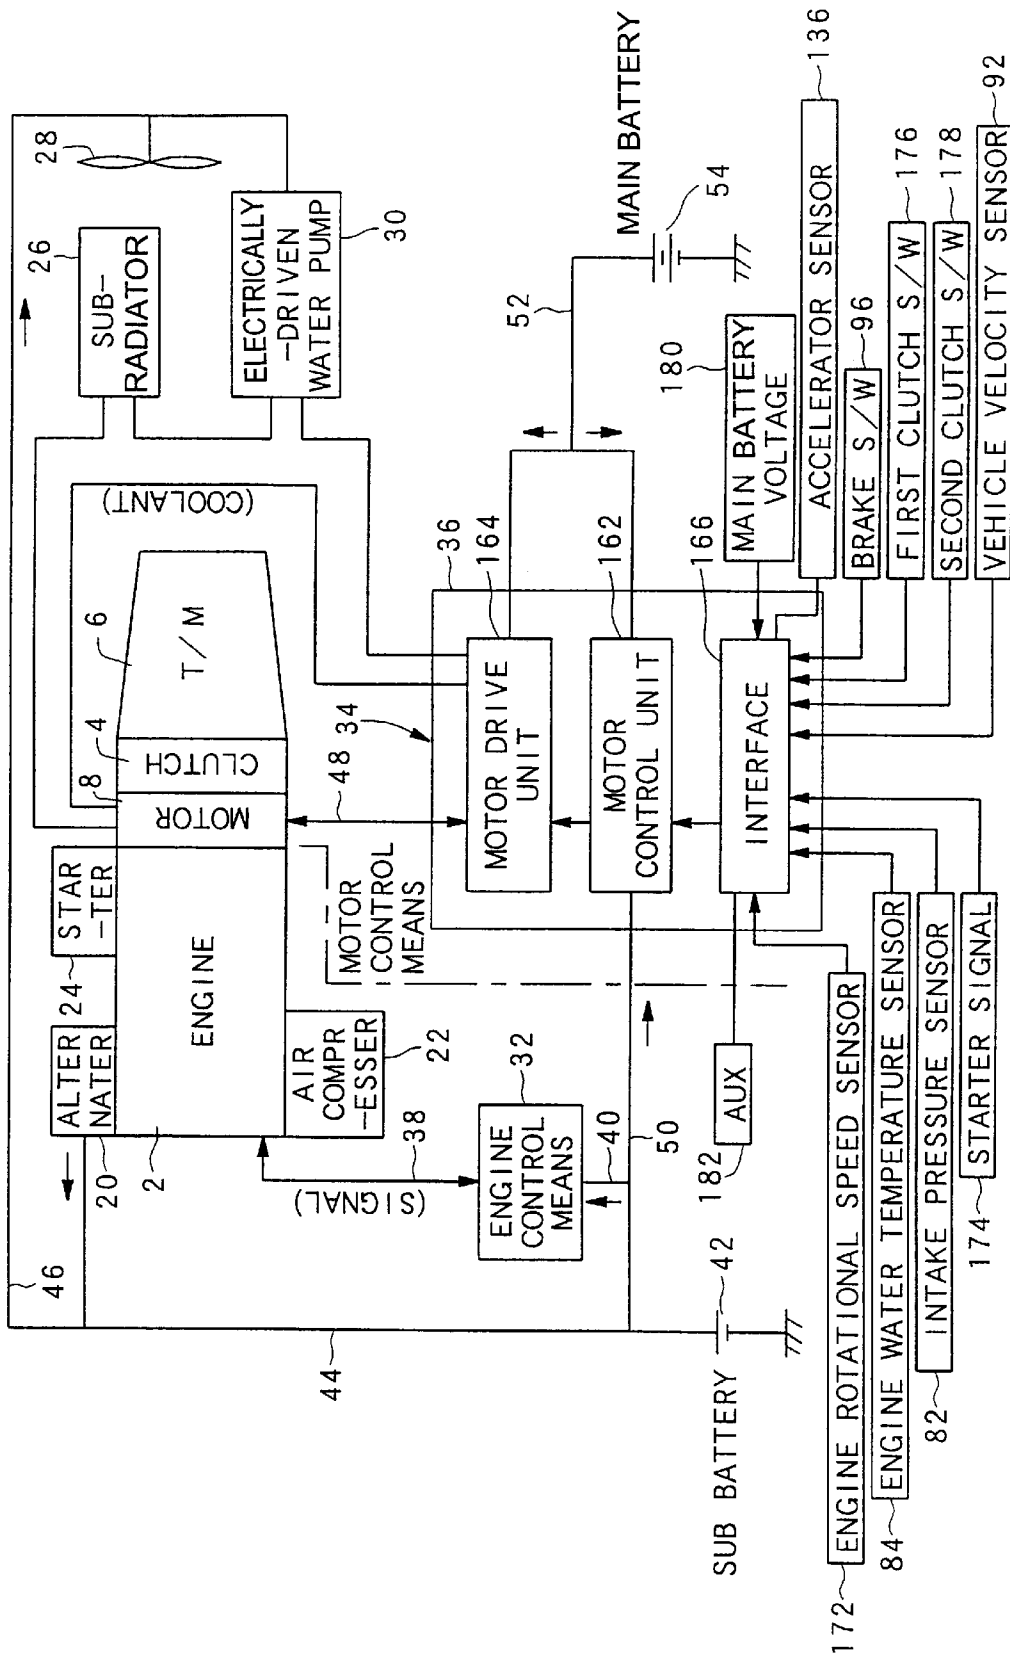 46
28
26
SUB-
RADIATOR
ELECTRICALLY
-DRIVEN
WATER PUMP
30
(COOLANT)
6
T/M
4
CLUTCH
8
MOTOR
48
24
STAR
-TER
ENGINE
20
ALTER
NATER
2
AIR
COMPR
-ESSER
22
38
(SIGNAL)
32
ENGINE
CONTROL
MEANS
40
44
50
MOTOR
CONTROL
MEANS
34
36
MOTOR DRIVE
UNIT
164
MOTOR
CONTROL UNIT
162
INTERFACE
166
52
MAIN BATTERY
54
SUB BATTERY
42
AUX
182
180
MAIN BATTERY
VOLTAGE
ACCELERATOR SENSOR
136
BRAKE S/W
96
FIRST CLUTCH S/W
176
SECOND CLUTCH S/W
178
VEHICLE VELOCITY SENSOR
92
172
ENGINE ROTATIONAL SPEED SENSOR
84
ENGINE WATER TEMPERATURE SENSOR
82
INTAKE PRESSURE SENSOR
174
STARTER SIGNAL